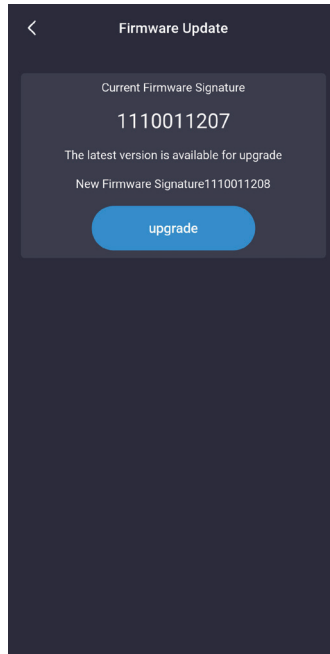 Firmware Update
Current Firmware Signature
1110011207
The latest version is available for upgrade
New Firmware Signature1110011208
upgrade